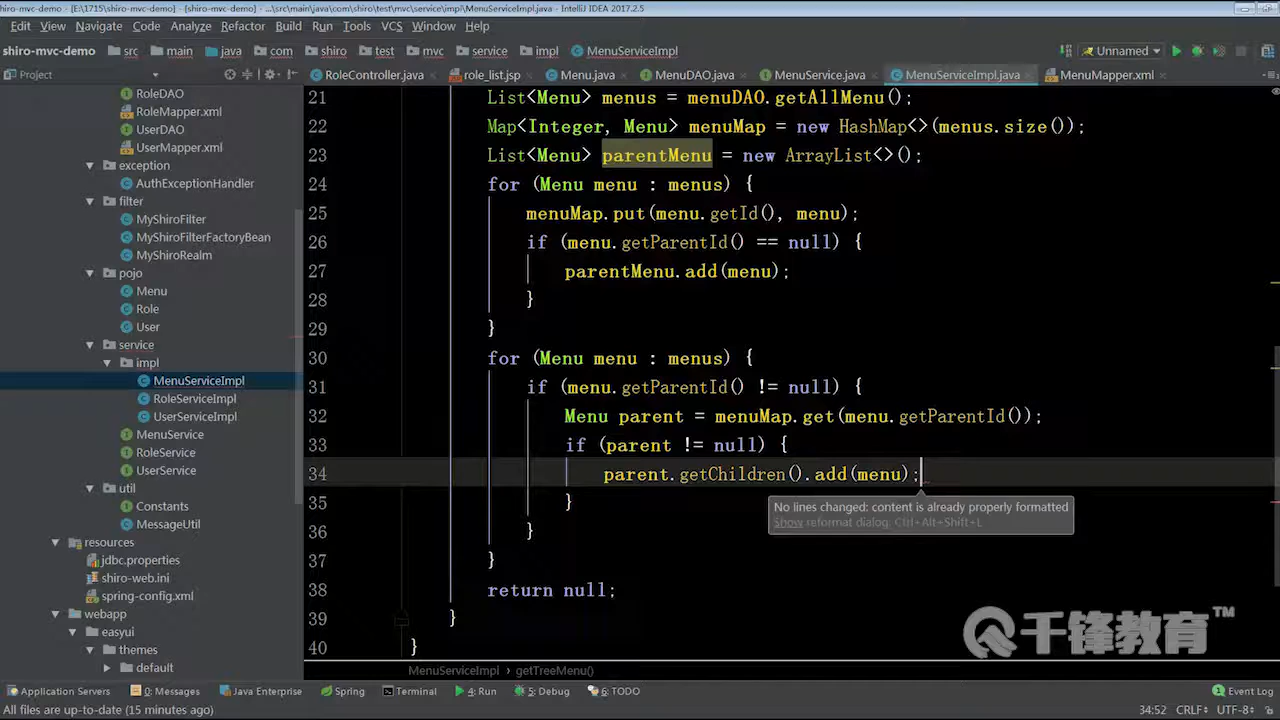 shiro-mvc-demo - [E:\1715\shiro-mvc-demo] - [shiro-mvc-demo] - ...\src\main\java\com\shiro\test\mvc\service\impl\MenuServiceImpl.java - IntelliJ IDEA 2017.2.5
Edit View Navigate Code Analyze Refactor Build Run Tools VCS Window Help
shiro-mvc-demo src main java com shiro test mvc service impl MenuServiceImpl Unnamed
Project RoleController.java role_list.jsp Menu.java MenuDAO.java MenuService.java MenuServiceImpl.java MenuMapper.xml
RoleDAO
RoleMapper.xml
UserDAO
UserMapper.xml
exception
AuthExceptionHandler
filter
MyShiroFilter
MyShiroFilterFactoryBean
MyShiroRealm
pojo
Menu
Role
User
service
impl
MenuServiceImpl
RoleServiceImpl
UserServiceImpl
MenuService
RoleService
UserService
util
Constants
MessageUtil
resources
jdbc.properties
shiro-web.ini
spring-config.xml
webapp
easyui
themes
default
21 List<Menu> menus = menuDAO.getAllMenu();
22 Map<Integer, Menu> menuMap = new HashMap<>(menus.size());
23 List<Menu> parentMenu = new ArrayList<>();
24 for (Menu menu : menus) {
25 menuMap.put(menu.getId(), menu);
26 if (menu.getParentId() == null) {
27 parentMenu.add(menu);
28 }
29 }
30 for (Menu menu : menus) {
31 if (menu.getParentId() != null) {
32 Menu parent = menuMap.get(menu.getParentId());
33 if (parent != null) {
34 parent.getChildren().add(menu);
35 }
36 }
37 }
38 return null;
39 }
40 }
No lines changed: content is already properly formatted
Show reformat dialog: Ctrl+Alt+Shift+L
千锋教育™
MenuServiceImpl › getTreeMenu()
Application Servers 0: Messages Java Enterprise Spring Terminal 4: Run 5: Debug 6: TODO Event Log
All files are up-to-date (15 minutes ago) 34:52 CRLF UTF-8